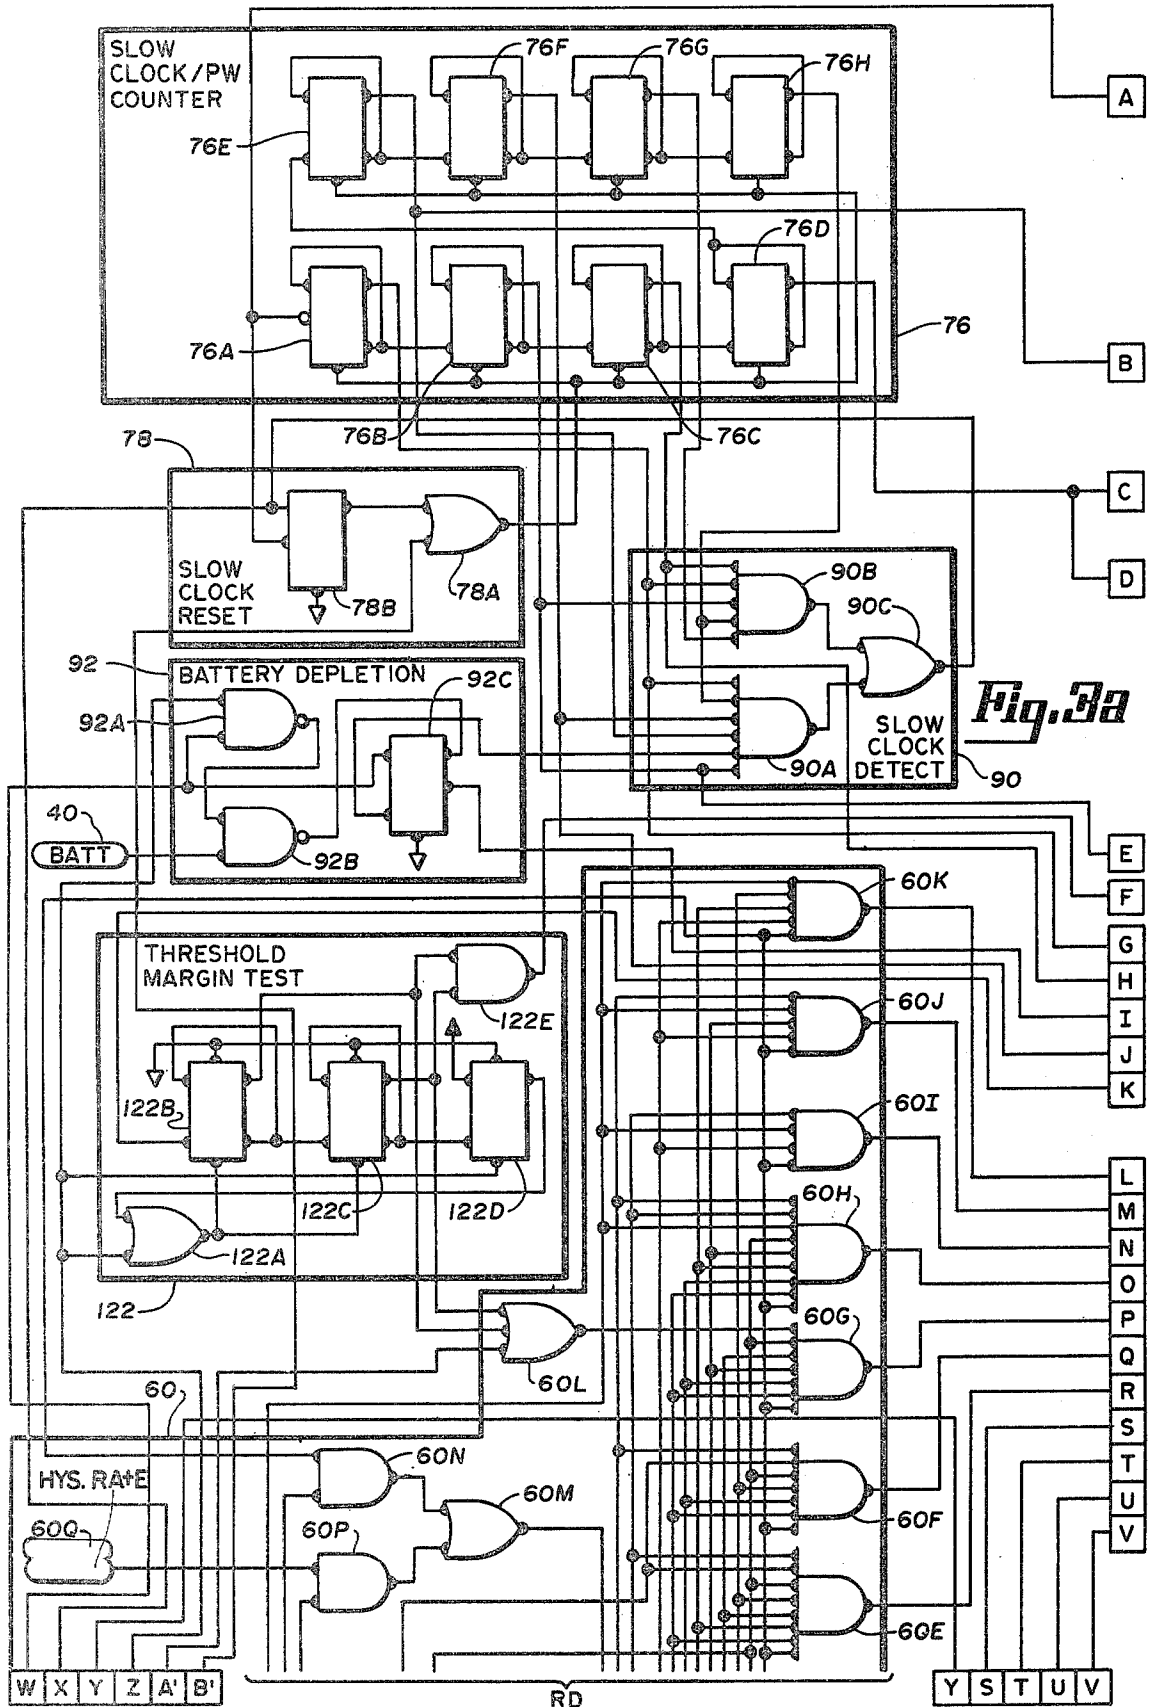 SLOW
CLOCK/PW
COUNTER
76F
76G
76H
A
76E
76D
76
76A
B
76B
76C
78
C
SLOW
CLOCK
RESET
78B
78A
90B
90C
D
92
BATTERY DEPLETION
92A
92C
Fig. 3a
SLOW
CLOCK
DETECT
90A
90
40
BATT
92B
E
60K
F
THRESHOLD
MARGIN TEST
G
H
122E
60J
I
J
K
122B
60I
122C
122D
60H
L
M
122A
N
122
O
60G
P
60L
Q
60
R
S
HYS. RATE
60N
T
60M
60Q
60P
60F
U
V
60E
W X Y Z A' B'
RD
Y S T U V